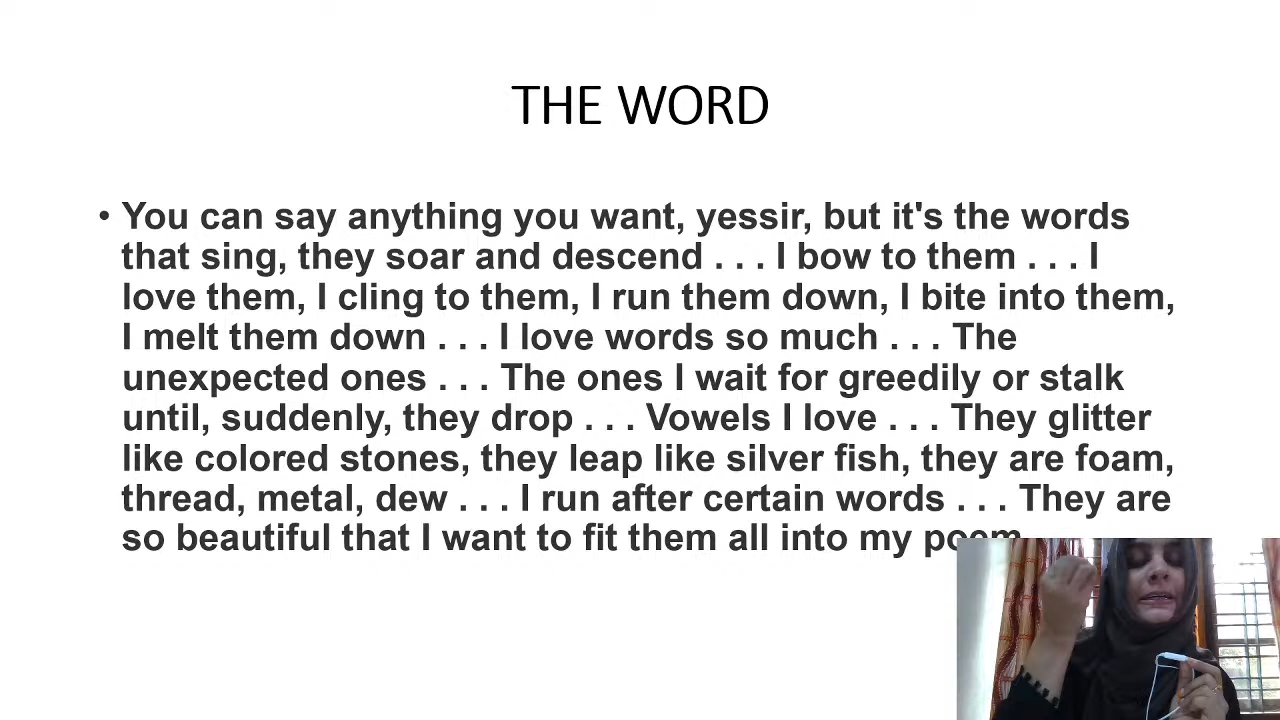 THE WORD
• You can say anything you want, yessir, but it's the words
that sing, they soar and descend . . . I bow to them . . . I
love them, I cling to them, I run them down, I bite into them,
I melt them down . . . I love words so much . . . The
unexpected ones . . . The ones I wait for greedily or stalk
until, suddenly, they drop . . . Vowels I love . . . They glitter
like colored stones, they leap like silver fish, they are foam,
thread, metal, dew . . . I run after certain words . . . They are
so beautiful that I want to fit them all into my poem